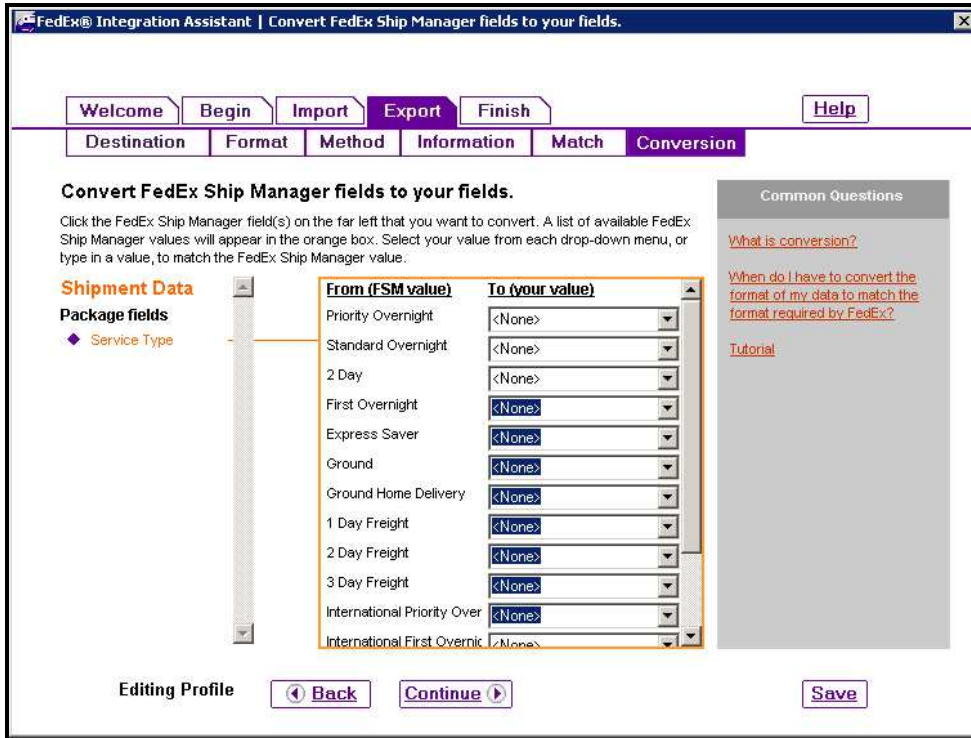 FedEx® Integration Assistant | Convert FedEx Ship Manager fields to your fields.
Welcome Begin Import Export Finish Help
Destination Format Method Information Match Conversion
Convert FedEx Ship Manager fields to your fields.
Click the FedEx Ship Manager field(s) on the far left that you want to convert. A list of available FedEx
Ship Manager values will appear in the orange box. Select your value from each drop-down menu, or
type in a value, to match the FedEx Ship Manager value.
Shipment Data
Package fields
Service Type
From (FSM value) To (your value)
Priority Overnight <None>
Standard Overnight <None>
2 Day <None>
First Overnight <None>
Express Saver <None>
Ground <None>
Ground Home Delivery <None>
1 Day Freight <None>
2 Day Freight <None>
3 Day Freight <None>
International Priority Over <None>
International First Overnic <None>
Common Questions
What is conversion?
When do I have to convert the
format of my data to match the
format required by FedEx?
Tutorial
Editing Profile Back Continue Save